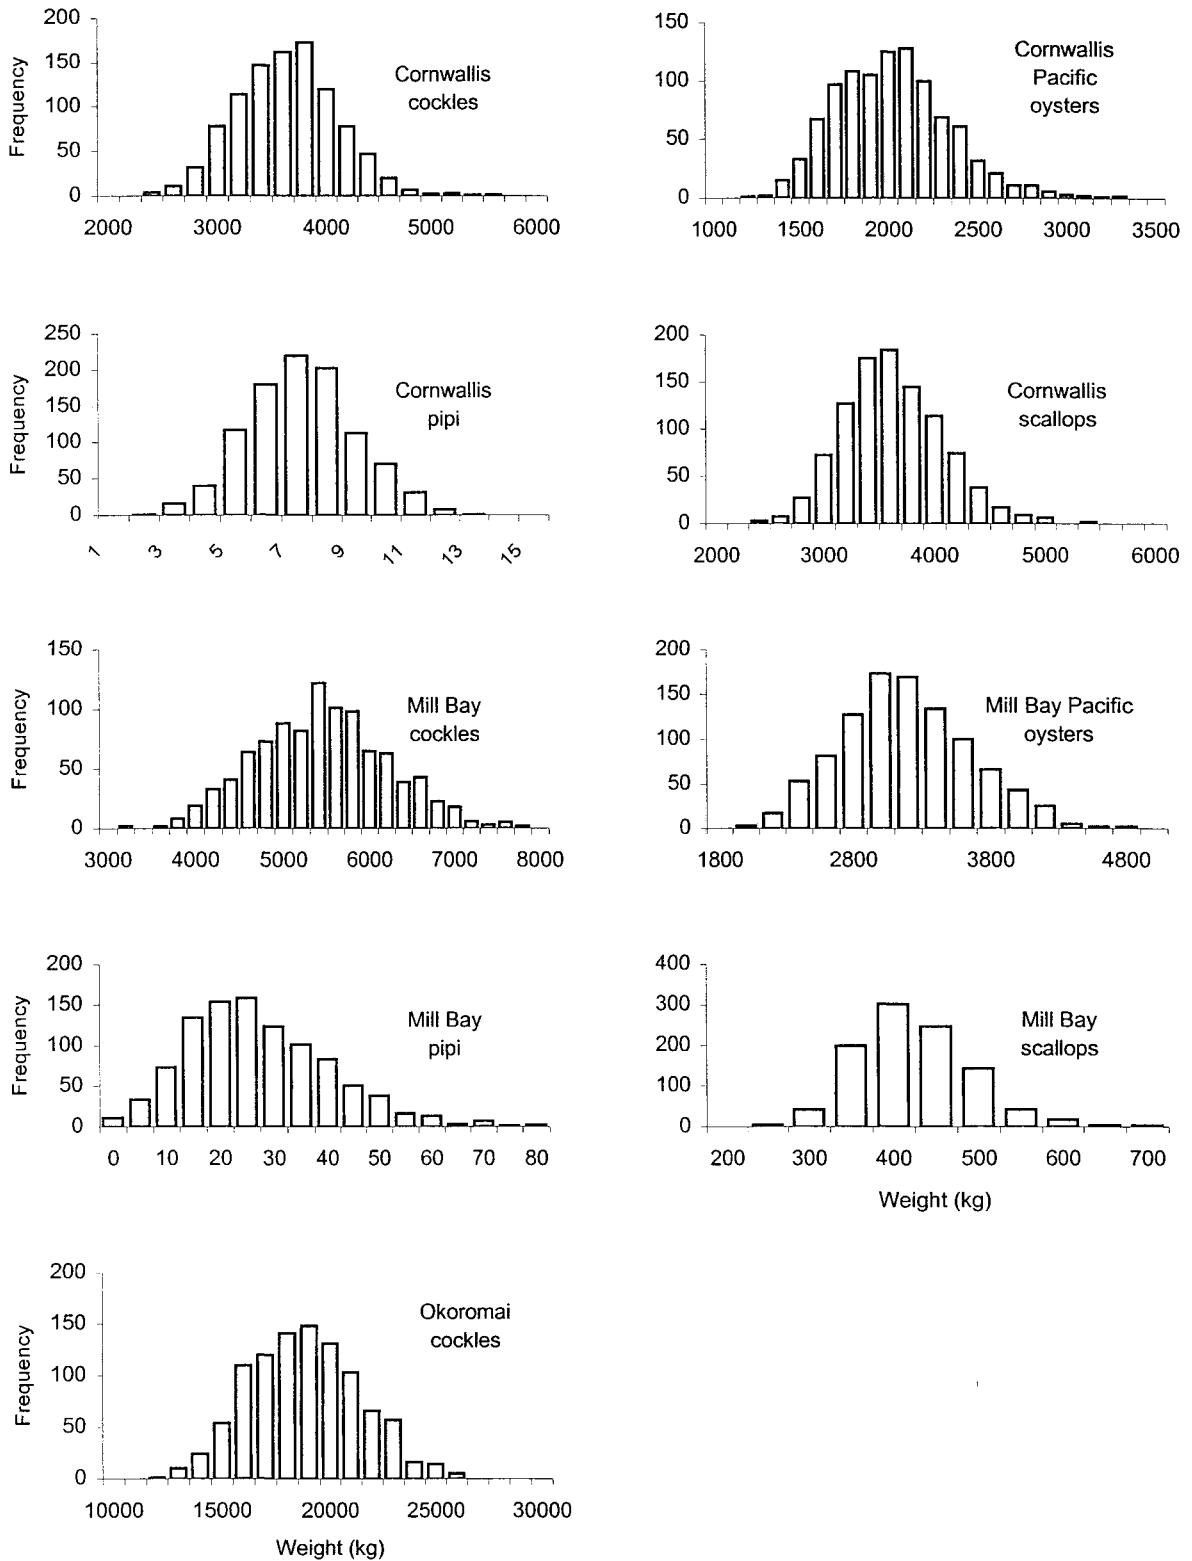 200
150
100
50
0
Frequency
Cornwallis
cockles
2000 3000 4000 5000 6000
150
100
50
0
Cornwallis
Pacific
oysters
1000 1500 2000 2500 3000 3500
250
200
150
100
50
0
Frequency
Cornwallis
pipi
1 3 5 7 9 11 13 15
200
150
100
50
0
Cornwallis
scallops
2000 3000 4000 5000 6000
150
100
50
0
Frequency
Mill Bay
cockles
3000 4000 5000 6000 7000 8000
200
150
100
50
0
Mill Bay Pacific
oysters
1800 2800 3800 4800
200
150
100
50
0
Frequency
Mill Bay
pipi
0 10 20 30 40 50 60 70 80
400
300
200
100
0
Mill Bay
scallops
200 300 400 500 600 700
Weight (kg)
200
150
100
50
0
Frequency
Okoromai
cockles
10000 15000 20000 25000 30000
Weight (kg)